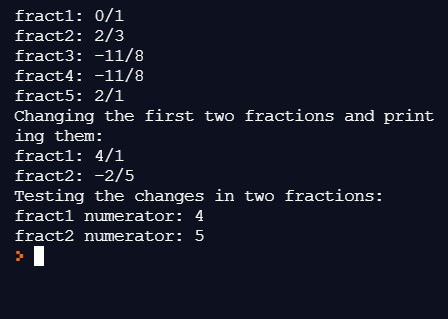 fract1: 0/1
fract2: 2/3
fract3: -11/8
fract4: -11/8
fract5: 2/1
Changing the first two fractions and print
ing them:
fract1: 4/1
fract2: -2/5
Testing the changes in two fractions:
fract1 numerator: 4
fract2 numerator: 5
>